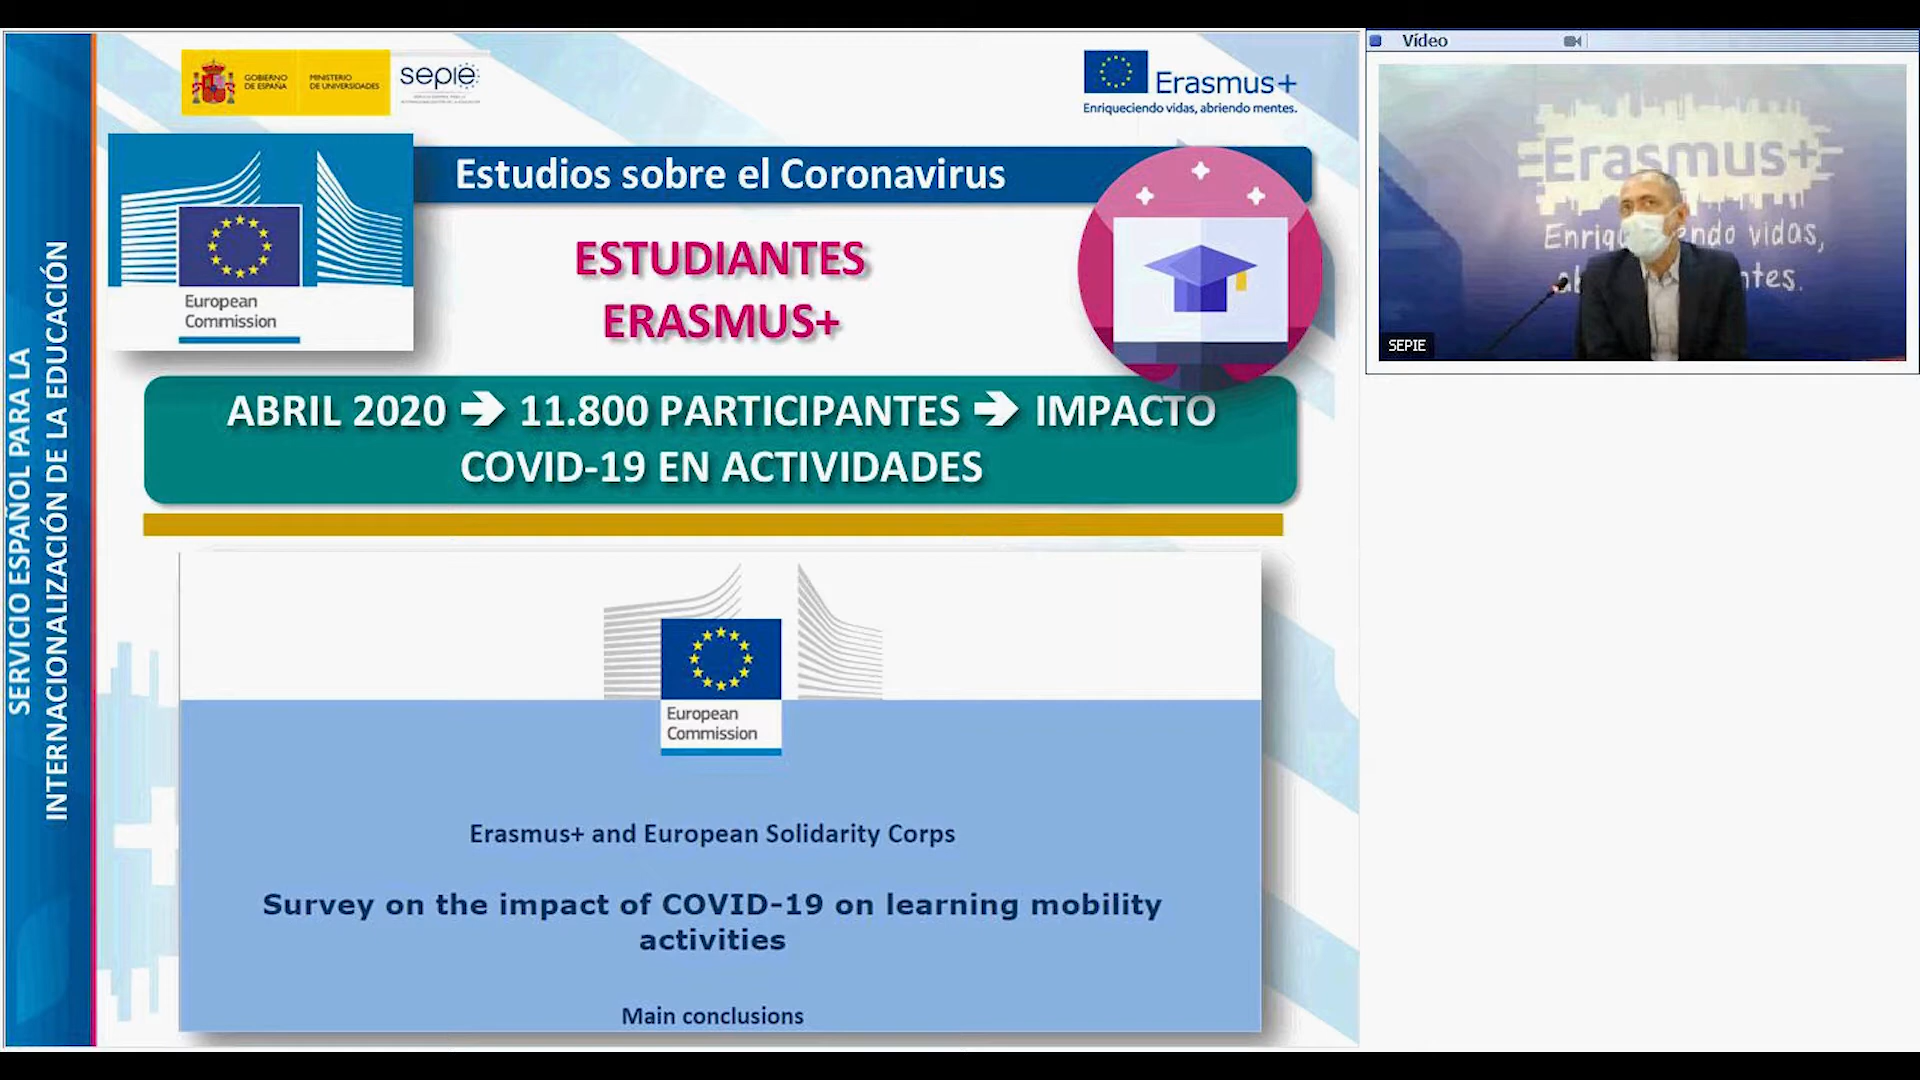 SERVICIO ESPAÑOL PARA LA
INTERNACIONALIZACIÓN DE LA EDUCACIÓN
GOBIERNO
DE ESPAÑA
MINISTERIO
DE UNIVERSIDADES
sepie
Erasmus+
Enriqueciendo vidas, abriendo mentes.
European
Commission
Estudios sobre el Coronavirus
ESTUDIANTES
ERASMUS+
ABRIL 2020 ➔ 11.800 PARTICIPANTES ➔ IMPACTO
COVID-19 EN ACTIVIDADES
European
Commission
Erasmus+ and European Solidarity Corps
Survey on the impact of COVID-19 on learning mobility
activities
Main conclusions
Vídeo
Erasmus+
vidas,
SEPIE